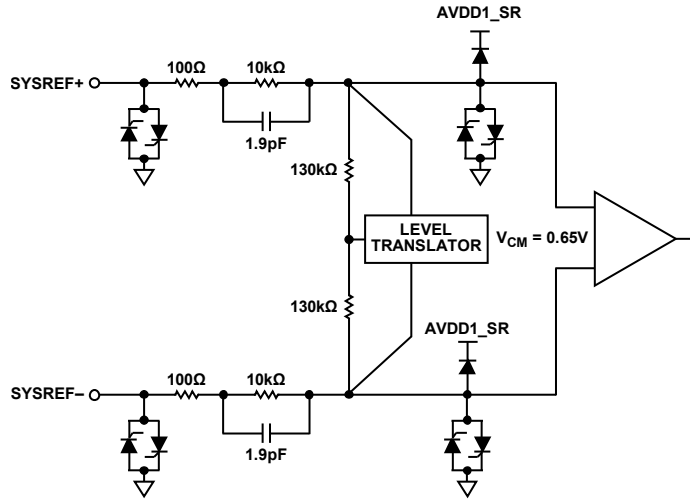 AVDD1_SR
SYSREF+
100Ω
10kΩ
1.9pF
130kΩ
LEVEL
TRANSLATOR
VCM = 0.65V
130kΩ
AVDD1_SR
SYSREF–
100Ω
10kΩ
1.9pF